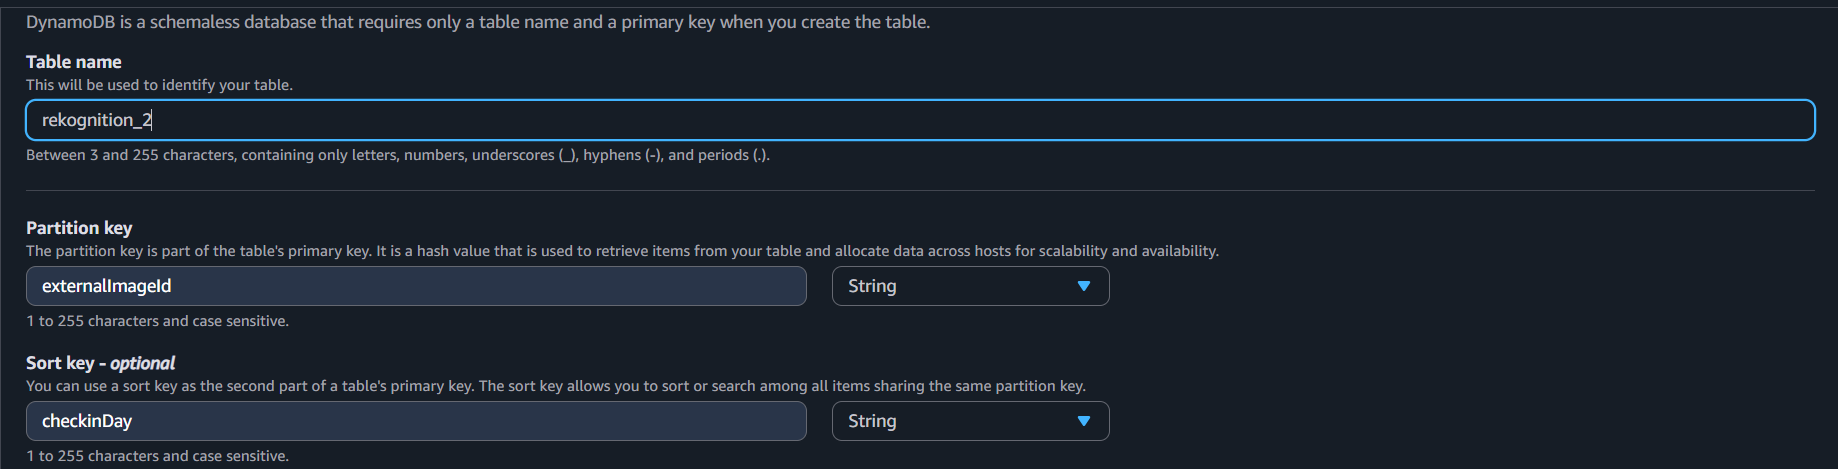 DynamoDB is a schemaless database that requires only a table name and a primary key when you create the table.
Table name
This will be used to identify your table.
rekognition_2
Between 3 and 255 characters, containing only letters, numbers, underscores (_), hyphens (-), and periods (.).
Partition key
The partition key is part of the table's primary key. It is a hash value that is used to retrieve items from your table and allocate data across hosts for scalability and availability.
externalImageId String
1 to 255 characters and case sensitive.
Sort key - optional
You can use a sort key as the second part of a table's primary key. The sort key allows you to sort or search among all items sharing the same partition key.
checkinDay String
1 to 255 characters and case sensitive.